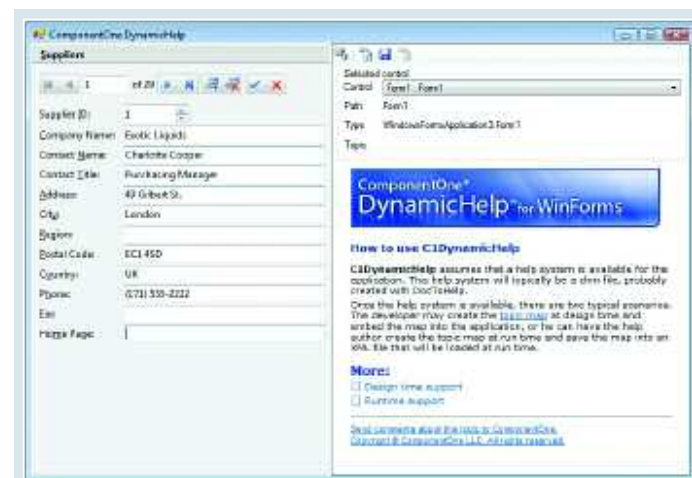 ComponentOne DynamicHelp
Suppliers
1 of 29
Supplier ID: 1
Company Name: Exotic Liquids
Contact Name: Charlotte Cooper
Contact Title: Purchasing Manager
Address: 49 Gilbert St.
City: London
Region:
Postal Code: EC1 4SD
Country: UK
Phone: (171) 555-2222
Fax:
Home Page:
Selected control
Control Form1 : Form1
Path Form1
Type WindowsFormsApplication2.Form1
Topic
ComponentOne®
DynamicHelp™ for WinForms
How to use C1DynamicHelp
C1DynamicHelp assumes that a help system is available for the
application. This help system will typically be a chm file, probably
created with DocToHelp.
Once the help system is available, there are two typical scenarios.
The developer may create the topic map at design time and
embed the map into the application, or he can have the help
author create the topic map at run time and save the map into an
XML file that will be loaded at run time.
More:
Design time support
Runtime support
Send comments about this topic to ComponentOne.
Copyright © ComponentOne LLC. All rights reserved.